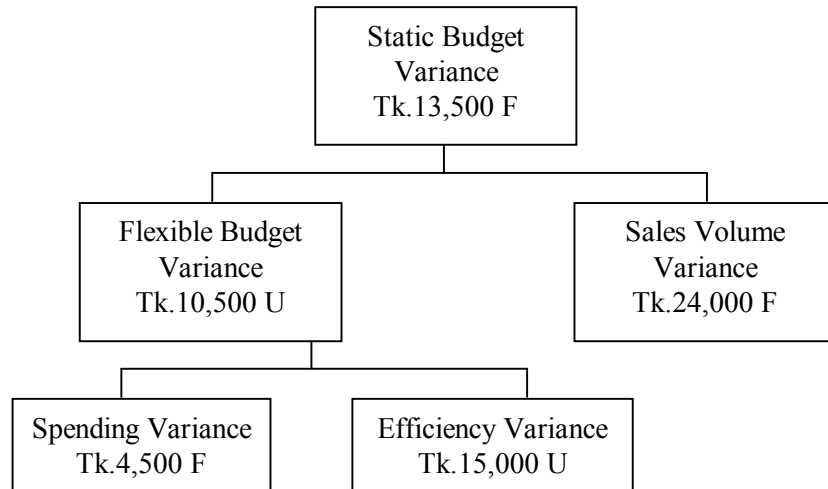 Static Budget
Variance
Tk.13,500 F
Flexible Budget
Variance
Tk.10,500 U
Sales Volume
Variance
Tk.24,000 F
Spending Variance
Tk.4,500 F
Efficiency Variance
Tk.15,000 U